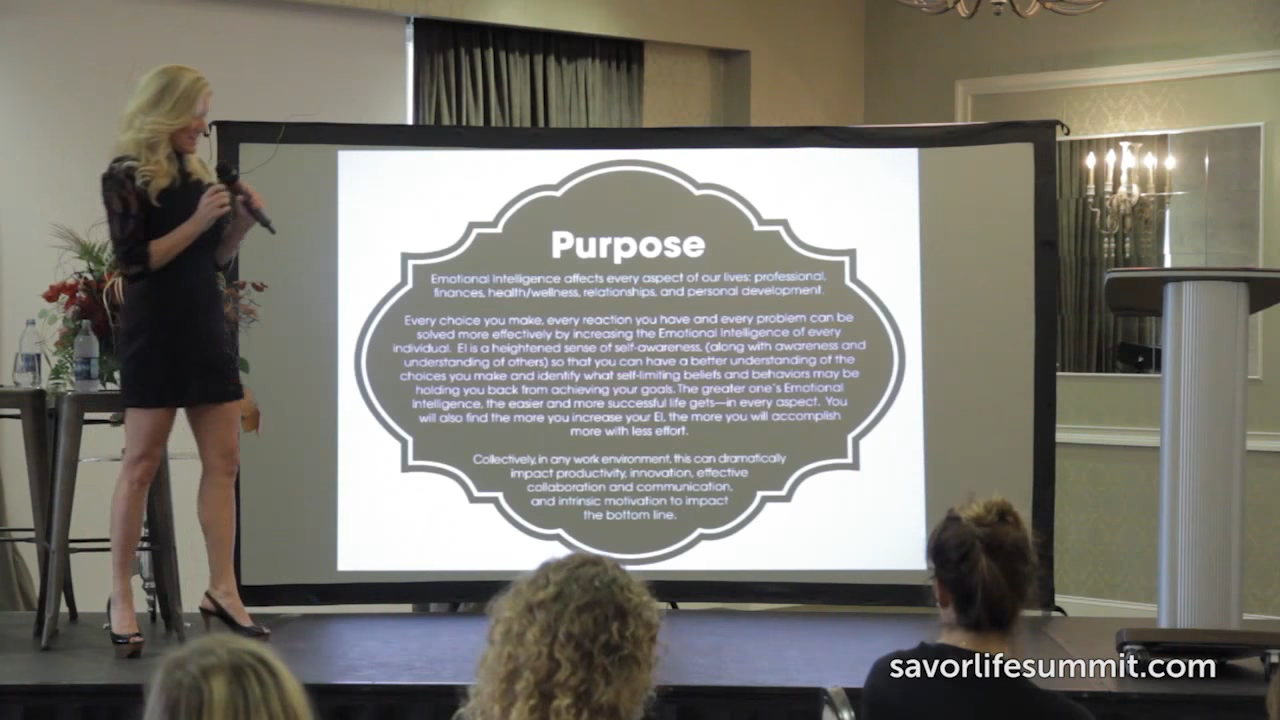 Purpose
Emotional Intelligence affects every aspect of our lives: professional,
finances, health/wellness, relationships, and personal development.
Every choice you make, every reaction you have and every problem can be
solved more effectively by increasing the Emotional Intelligence of every
individual. EI is a heightened sense of self-awareness, (along with awareness and
understanding of others) so that you can have a better understanding of the
choices you make and identify what self-limiting beliefs and behaviors may be
holding you back from achieving your goals. The greater one's Emotional
Intelligence, the easier and more successful life gets—in every aspect. You
will also find the more you increase your EI, the more you will accomplish
more with less effort.
Collectively, in any work environment, this can dramatically
impact productivity, innovation, effective
collaboration and communication,
and intrinsic motivation to impact
the bottom line.
savorlifesummit.com